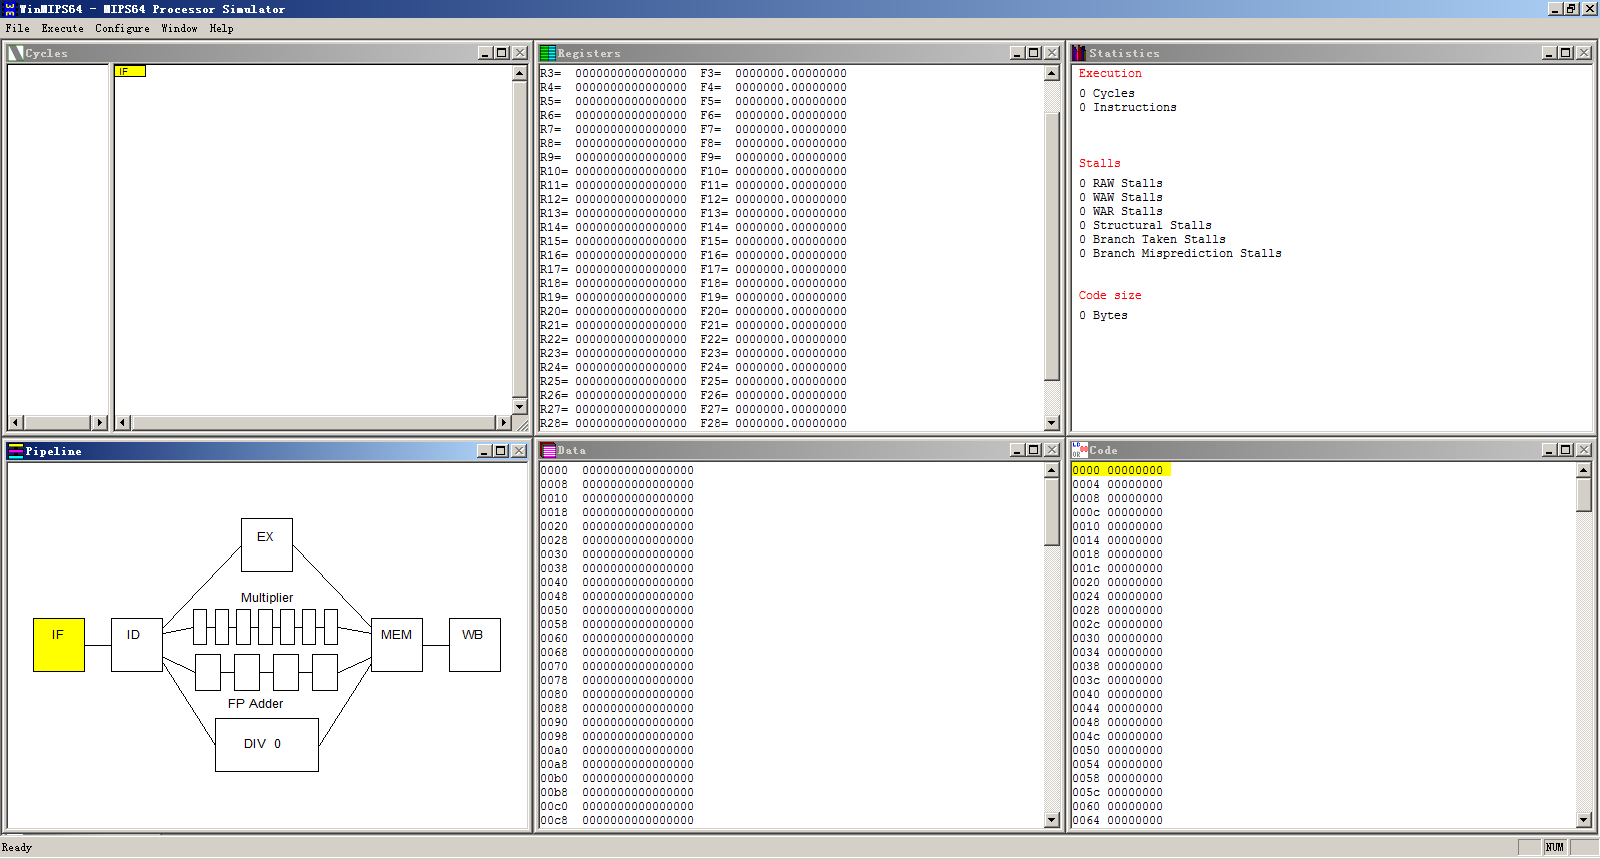 WinMIPS64 - MIPS64 Processor Simulator
File Execute Configure Window Help
Cycles
IF
Registers
R3= 0000000000000000 F3= 0000000.00000000
R4= 0000000000000000 F4= 0000000.00000000
R5= 0000000000000000 F5= 0000000.00000000
R6= 0000000000000000 F6= 0000000.00000000
R7= 0000000000000000 F7= 0000000.00000000
R8= 0000000000000000 F8= 0000000.00000000
R9= 0000000000000000 F9= 0000000.00000000
R10= 0000000000000000 F10= 0000000.00000000
R11= 0000000000000000 F11= 0000000.00000000
R12= 0000000000000000 F12= 0000000.00000000
R13= 0000000000000000 F13= 0000000.00000000
R14= 0000000000000000 F14= 0000000.00000000
R15= 0000000000000000 F15= 0000000.00000000
R16= 0000000000000000 F16= 0000000.00000000
R17= 0000000000000000 F17= 0000000.00000000
R18= 0000000000000000 F18= 0000000.00000000
R19= 0000000000000000 F19= 0000000.00000000
R20= 0000000000000000 F20= 0000000.00000000
R21= 0000000000000000 F21= 0000000.00000000
R22= 0000000000000000 F22= 0000000.00000000
R23= 0000000000000000 F23= 0000000.00000000
R24= 0000000000000000 F24= 0000000.00000000
R25= 0000000000000000 F25= 0000000.00000000
R26= 0000000000000000 F26= 0000000.00000000
R27= 0000000000000000 F27= 0000000.00000000
R28= 0000000000000000 F28= 0000000.00000000
Statistics
Execution
0 Cycles
0 Instructions
Stalls
0 RAW Stalls
0 WAW Stalls
0 WAR Stalls
0 Structural Stalls
0 Branch Taken Stalls
0 Branch Misprediction Stalls
Code size
0 Bytes
Pipeline
EX
Multiplier
IF
ID
MEM
WB
FP Adder
DIV 0
Data
0000 0000000000000000
0008 0000000000000000
0010 0000000000000000
0018 0000000000000000
0020 0000000000000000
0028 0000000000000000
0030 0000000000000000
0038 0000000000000000
0040 0000000000000000
0048 0000000000000000
0050 0000000000000000
0058 0000000000000000
0060 0000000000000000
0068 0000000000000000
0070 0000000000000000
0078 0000000000000000
0080 0000000000000000
0088 0000000000000000
0090 0000000000000000
0098 0000000000000000
00a0 0000000000000000
00a8 0000000000000000
00b0 0000000000000000
00b8 0000000000000000
00c0 0000000000000000
00c8 0000000000000000
Code
0000 00000000
0004 00000000
0008 00000000
000c 00000000
0010 00000000
0014 00000000
0018 00000000
001c 00000000
0020 00000000
0024 00000000
0028 00000000
002c 00000000
0030 00000000
0034 00000000
0038 00000000
003c 00000000
0040 00000000
0044 00000000
0048 00000000
004c 00000000
0050 00000000
0054 00000000
0058 00000000
005c 00000000
0060 00000000
0064 00000000
Ready
NUM